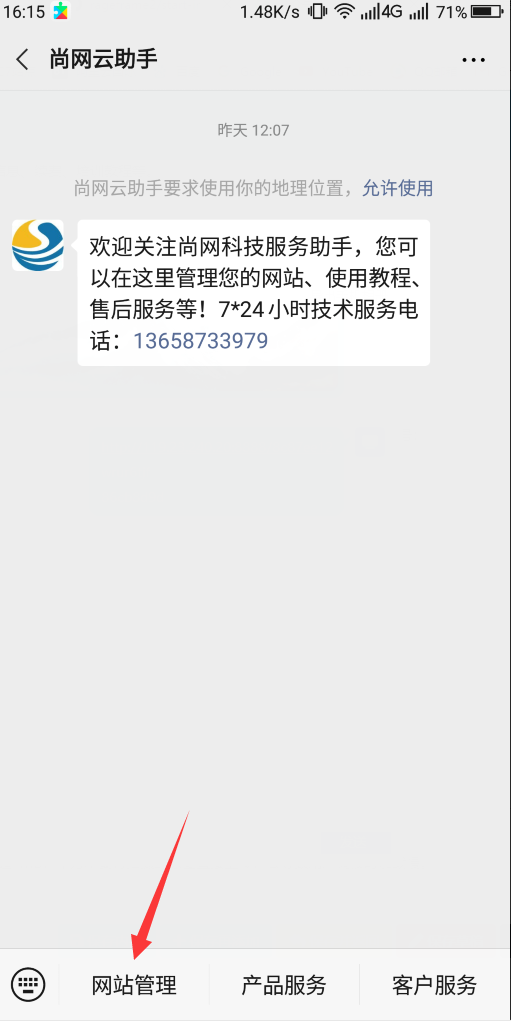 16:15 1.48K/s 4G 71%
尚网云助手
昨天 12:07
尚网云助手要求使用你的地理位置，允许使用
欢迎关注尚网科技服务助手，您可
以在这里管理您的网站、使用教程、
售后服务等！7*24小时技术服务电
话：13658733979
网站管理 产品服务 客户服务